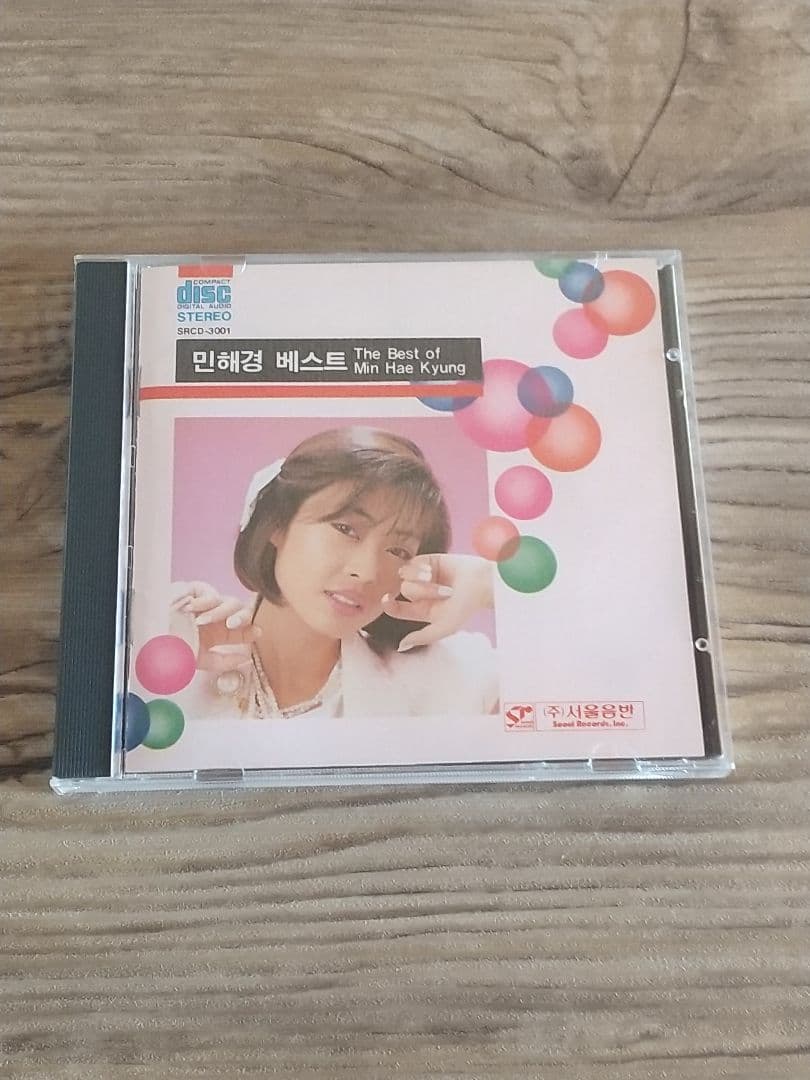 COMPACT
disc
DIGITAL AUDIO
STEREO
SRCD-3001
민해경 베스트 The Best of
Min Hae Kyung
(주)서울음반
Seoul Records, Inc.